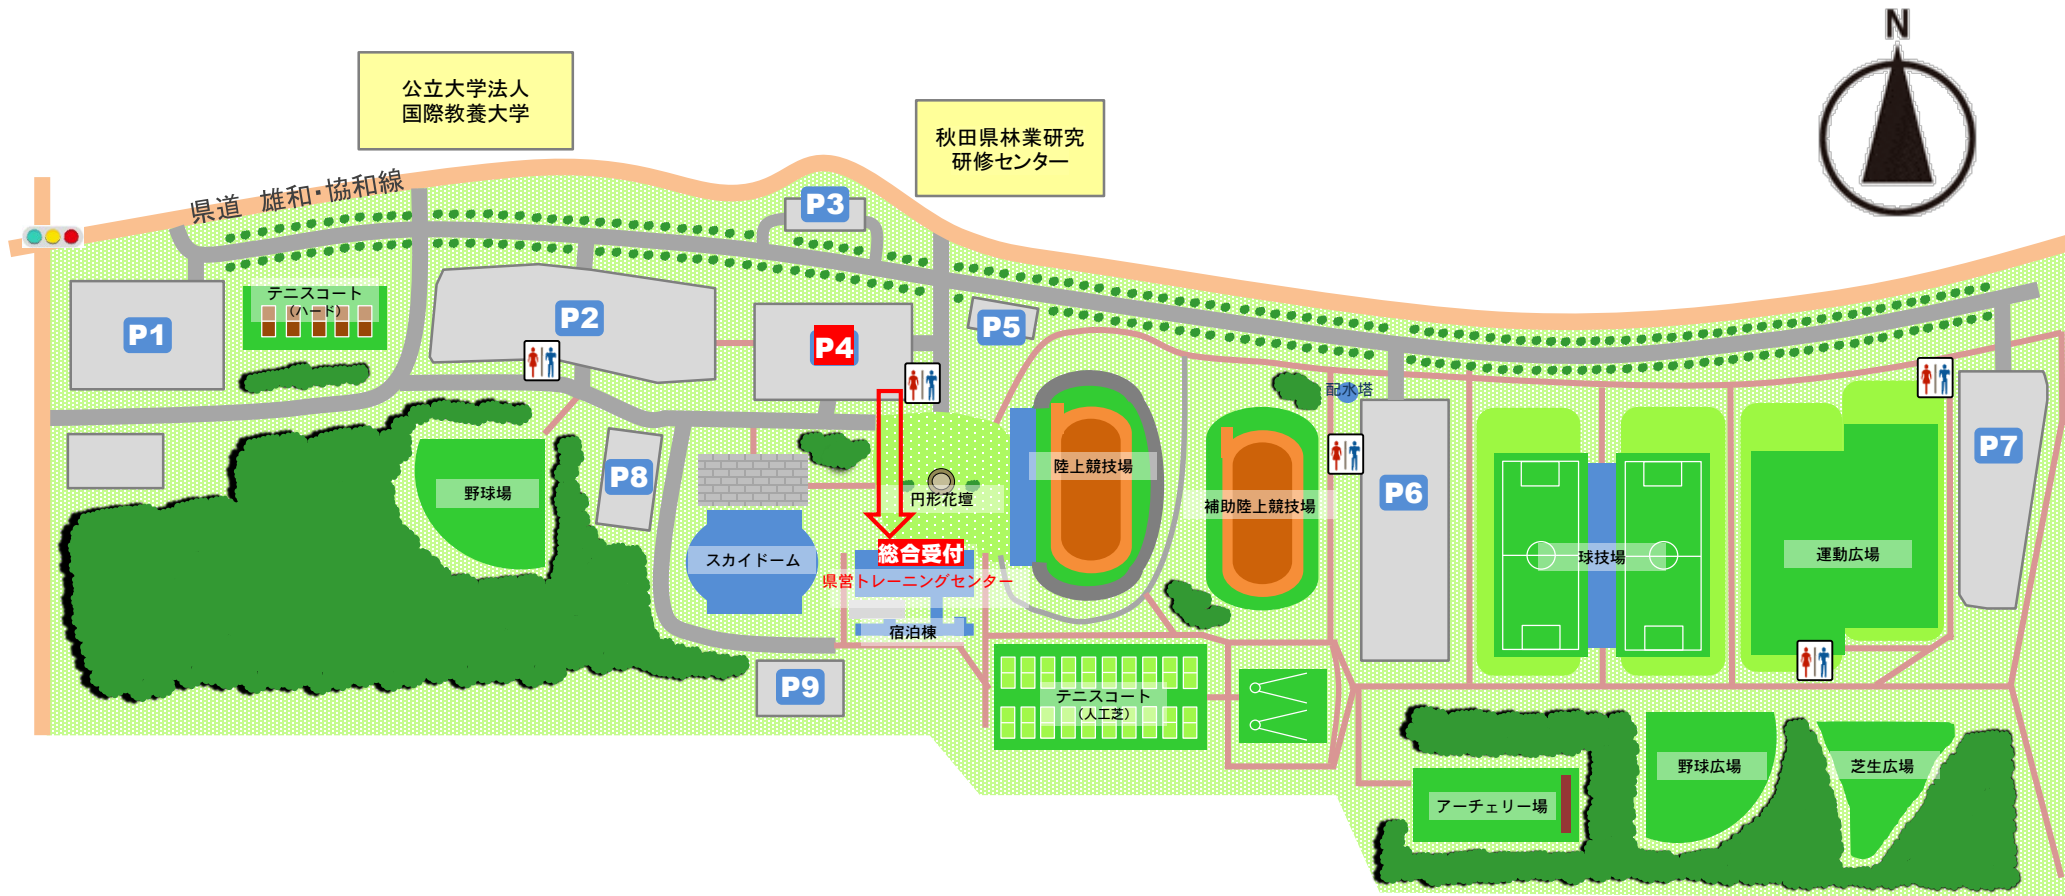 N
公立大学法人
国際教養大学
秋田県林業研究
研修センター
県道 雄和・協和線
P3
テニスコート
（ハード）
P1
P2
P4
P5
配水塔
P7
P8
P6
野球場
陸上競技場
円形花壇
補助陸上競技場
スカイドーム
総合受付
県営トレーニングセンター
球技場
運動広場
宿泊棟
P9
テニスコート
（人工芝）
野球広場
芝生広場
アーチェリー場